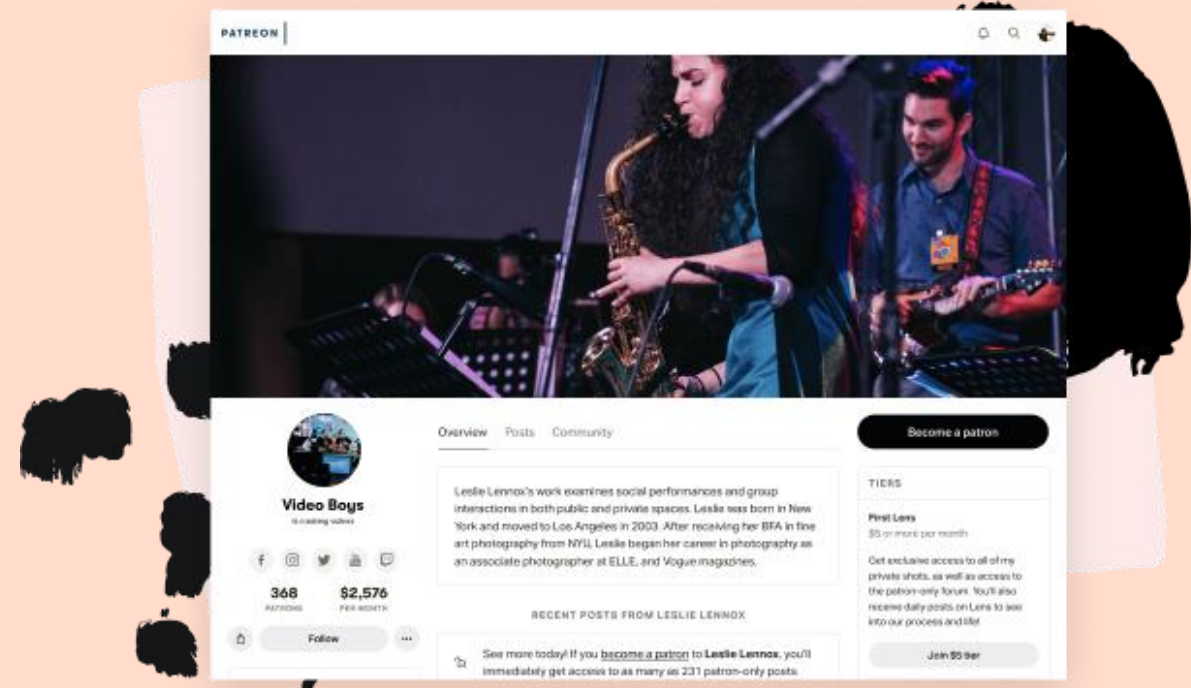 PATREON
Overview Posts Community
Become a patron
Video Boys
is creating videos
368
PATRONS
$2,576
PER MONTH
Follow
Leslie Lennox's work examines social performances and group
interactions in both public and private spaces. Leslie was born in New
York and moved to Los Angeles in 2003. After receiving her BFA in fine
art photography from NYU, Leslie began her career in photography as
an associate photographer at ELLE, and Vogue magazines.
RECENT POSTS FROM LESLIE LENNOX
See more today! If you become a patron to Leslie Lennox, you'll
immediately get access to as many as 231 patron-only posts.
TIERS
First Lens
$5 or more per month
Get exclusive access to all of my
private shots, as well as access to
the patron-only forum. You'll also
receive daily posts on Lens to see
into our process and life!
Join $5 tier